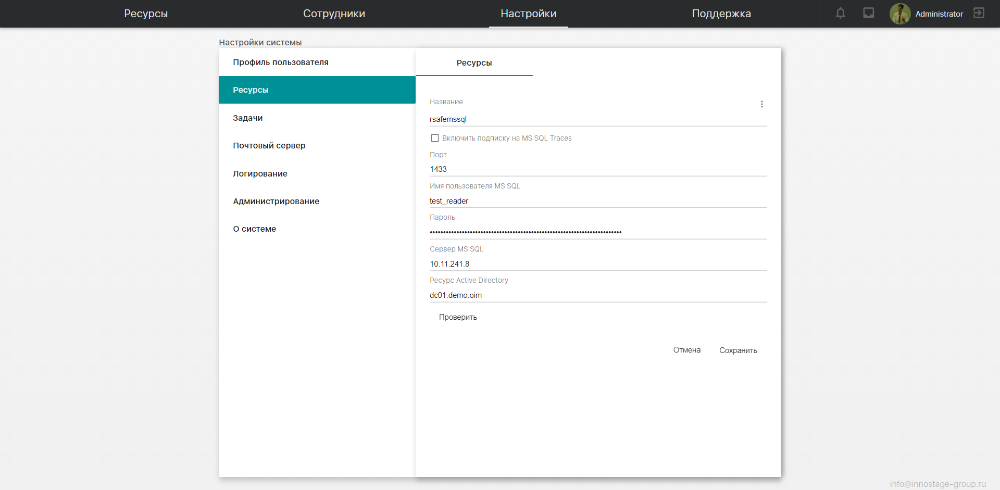 Ресурсы
Сотрудники
Настройки
Поддержка
Administrator
Настройки системы
Профиль пользователя
Ресурсы
Задачи
Почтовый сервер
Логирование
Администрирование
О системе
Ресурсы
Название
rsafemssql
Включить подписку на MS SQL Traces
Порт
1433
Имя пользователя MS SQL
test_reader
Пароль
Сервер MS SQL
10.11.241.8
Ресурс Active Directory
dc01.demo.oim
Проверить
Отмена
Сохранить
info@innostage-group.ru